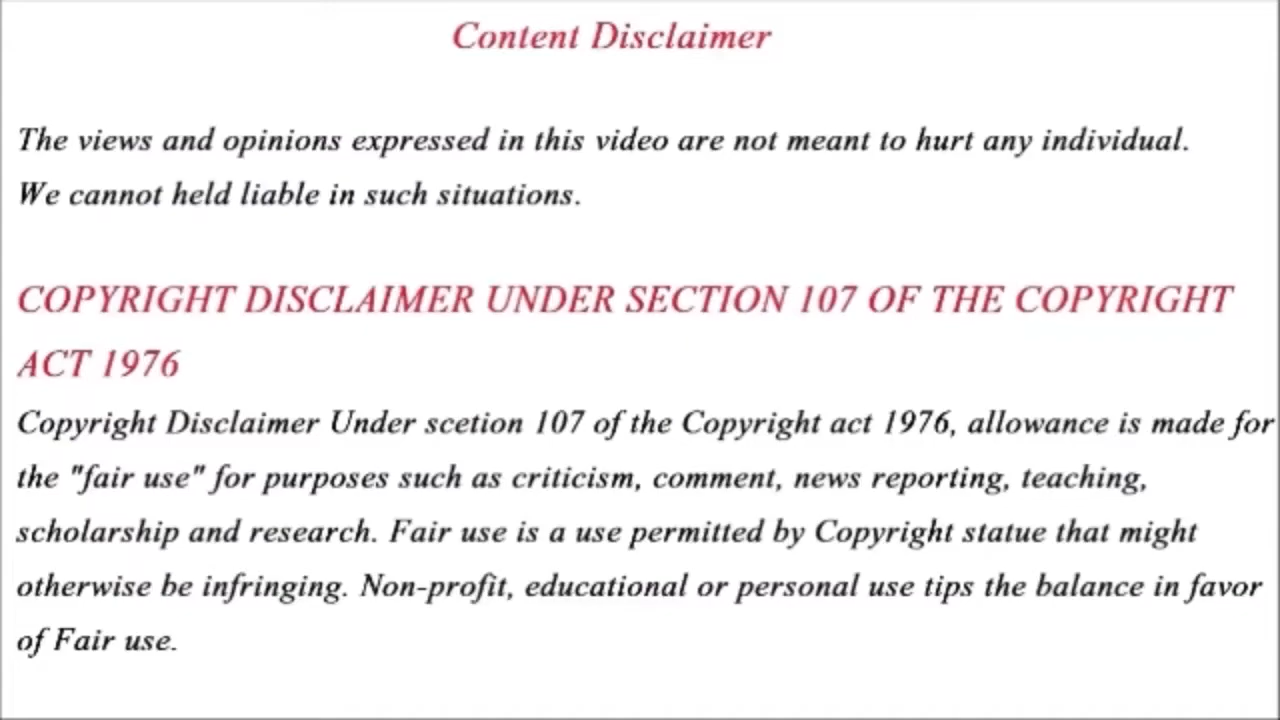 Content Disclaimer
The views and opinions expressed in this video are not meant to hurt any individual.
We cannot held liable in such situations.
COPYRIGHT DISCLAIMER UNDER SECTION 107 OF THE COPYRIGHT
ACT 1976
Copyright Disclaimer Under scetion 107 of the Copyright act 1976, allowance is made for
the "fair use" for purposes such as criticism, comment, news reporting, teaching,
scholarship and research. Fair use is a use permitted by Copyright statue that might
otherwise be infringing. Non-profit, educational or personal use tips the balance in favor
of Fair use.